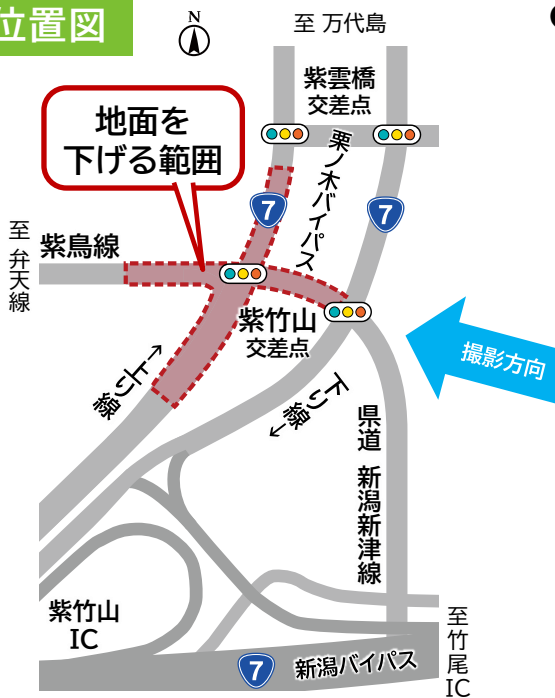 位置図
N
至 万代島
紫雲橋
交差点
地面を
下げる範囲
栗ノ木バイパス
7
7
至 弁天線
紫鳥線
紫竹山
交差点
撮影方向
←上り線
下り線→
県道 新潟新津線
紫竹山
IC
至竹尾IC
7
新潟バイパス